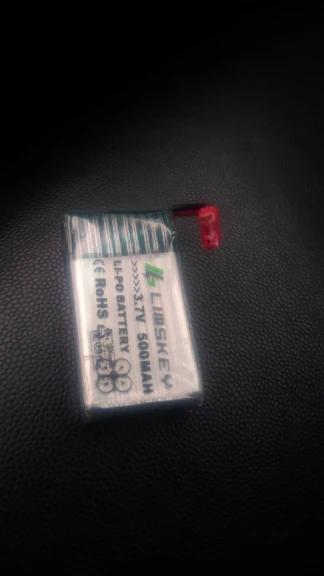 LIMSKEY
>>>>>3.7V 500MAH
LI-PO BATTERY
CE RoHS